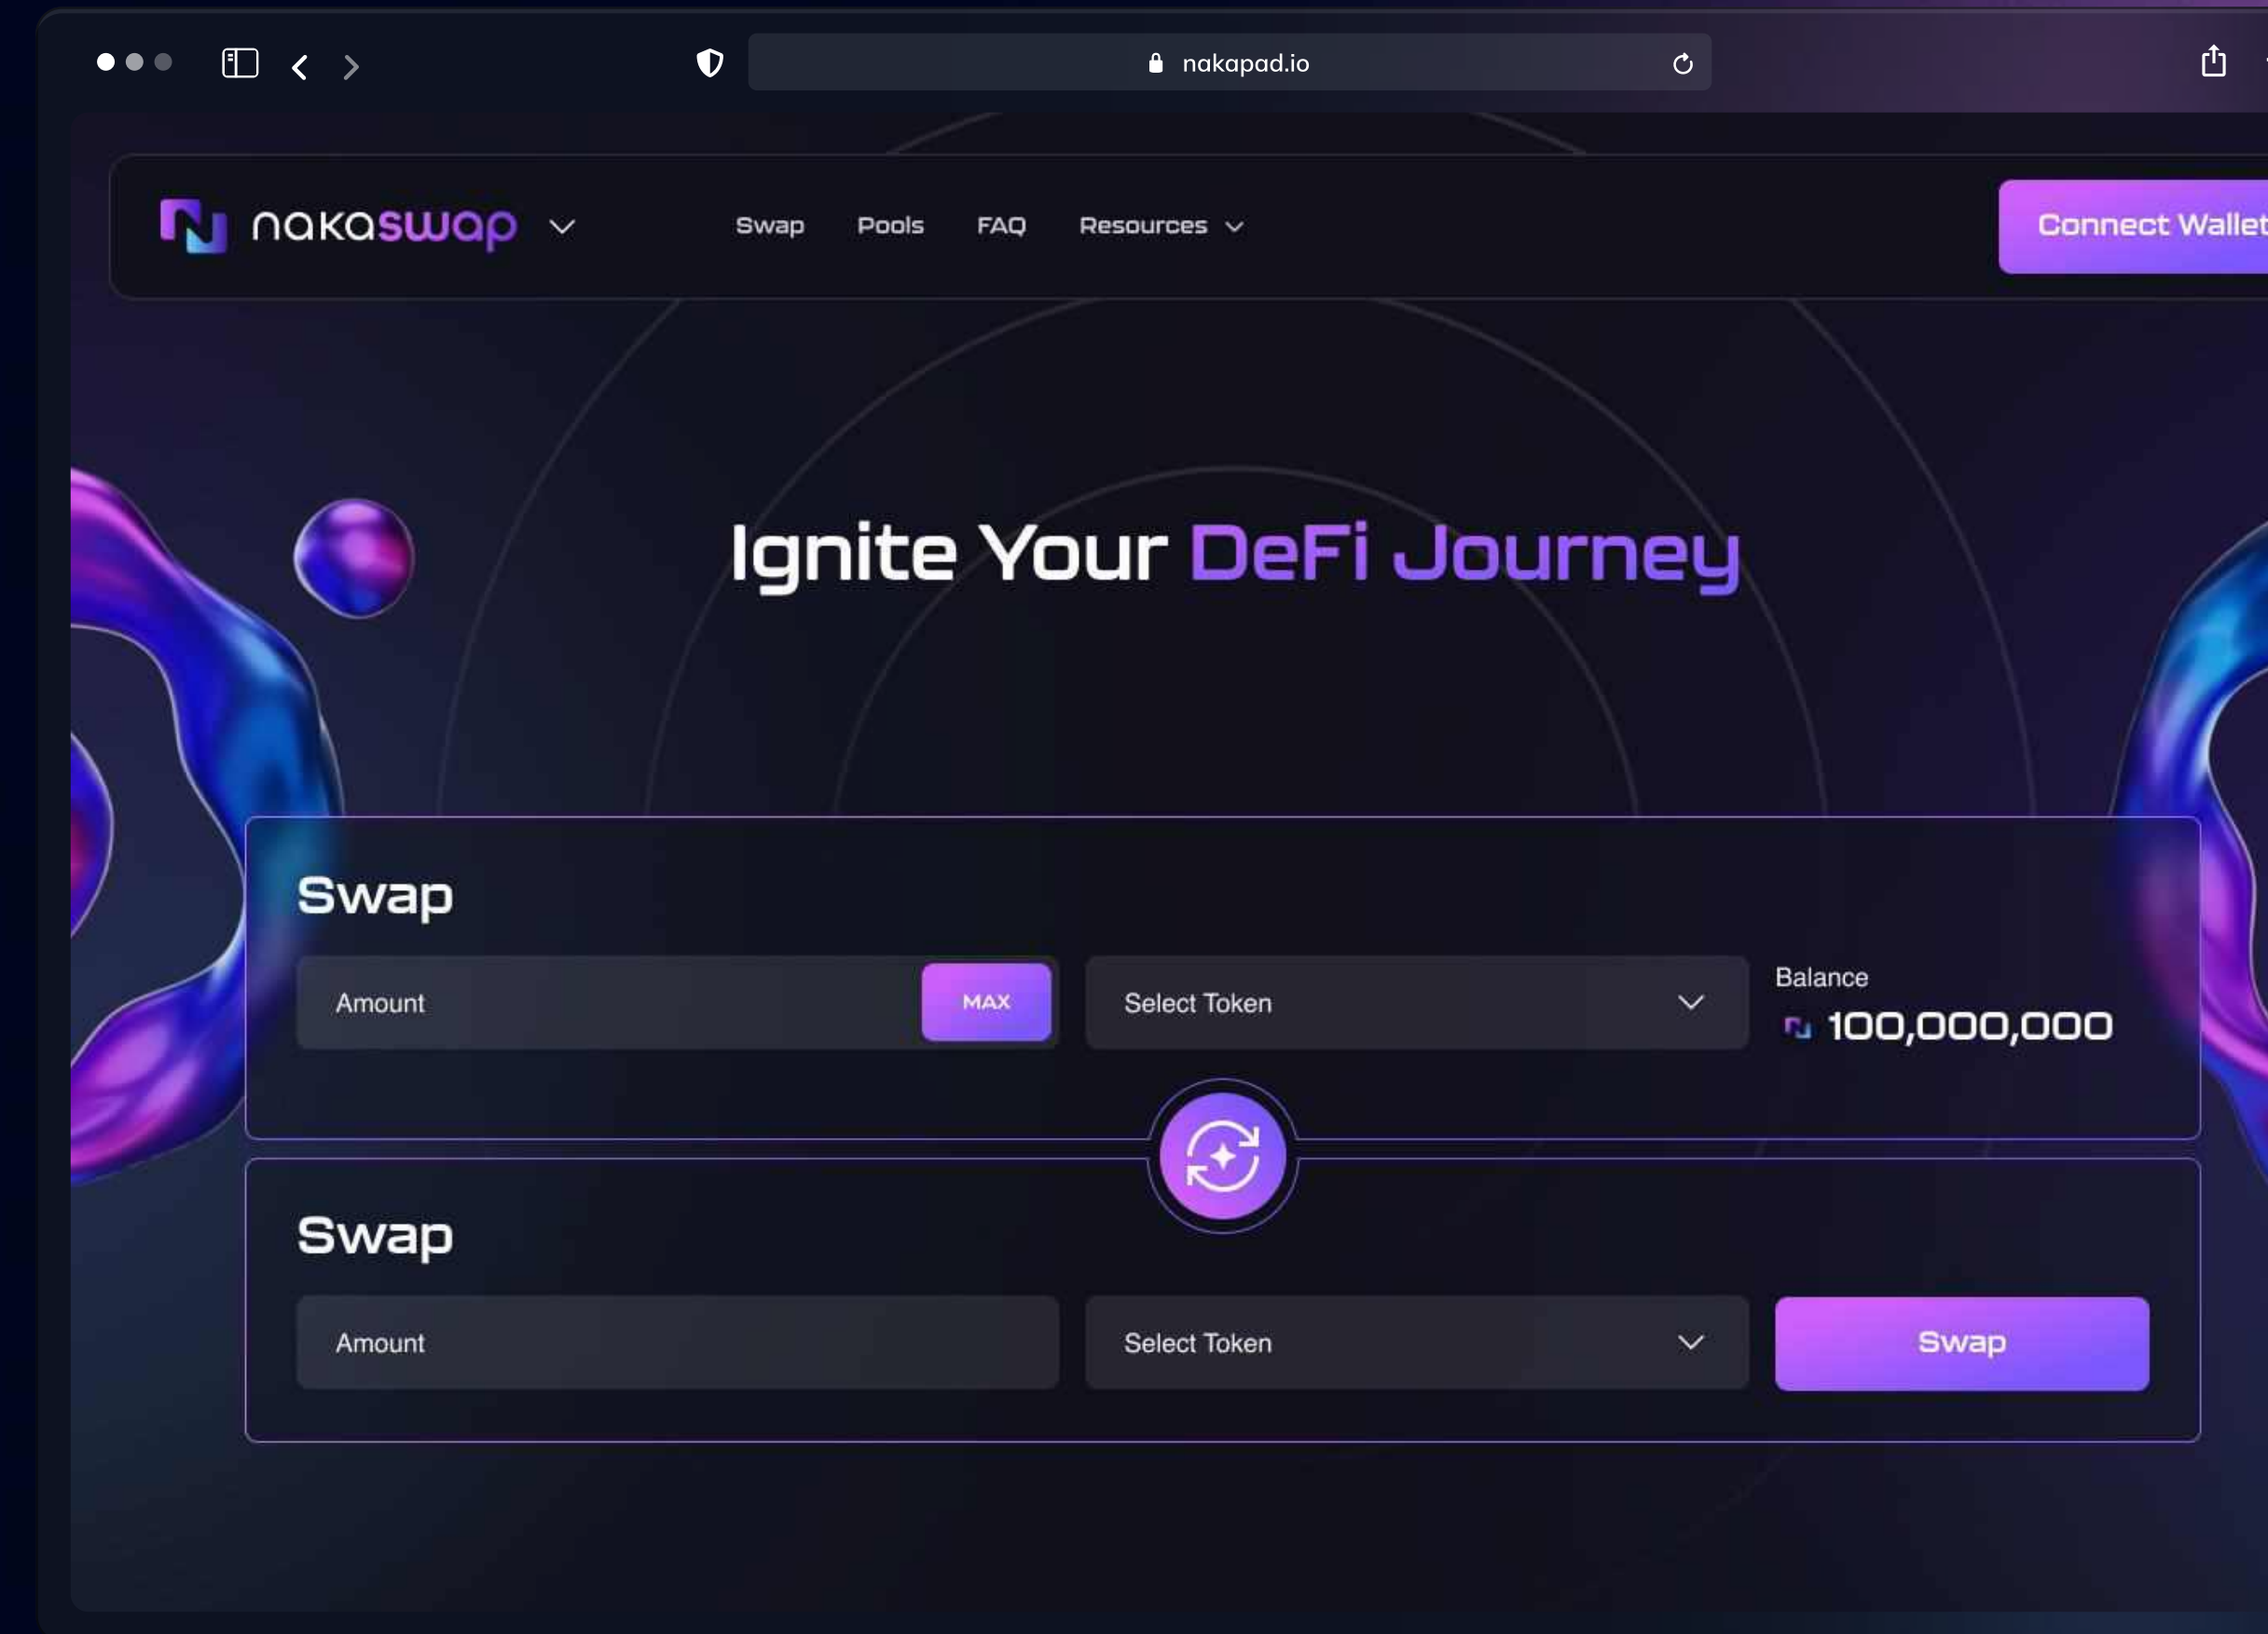 nakapad.io
nakaswap
Swap
Pools
FAQ
Resources
Connect Wallet
Ignite Your DeFi Journey
Swap
Amount
MAX
Select Token
Balance
100,000,000
Swap
Amount
Select Token
Swap